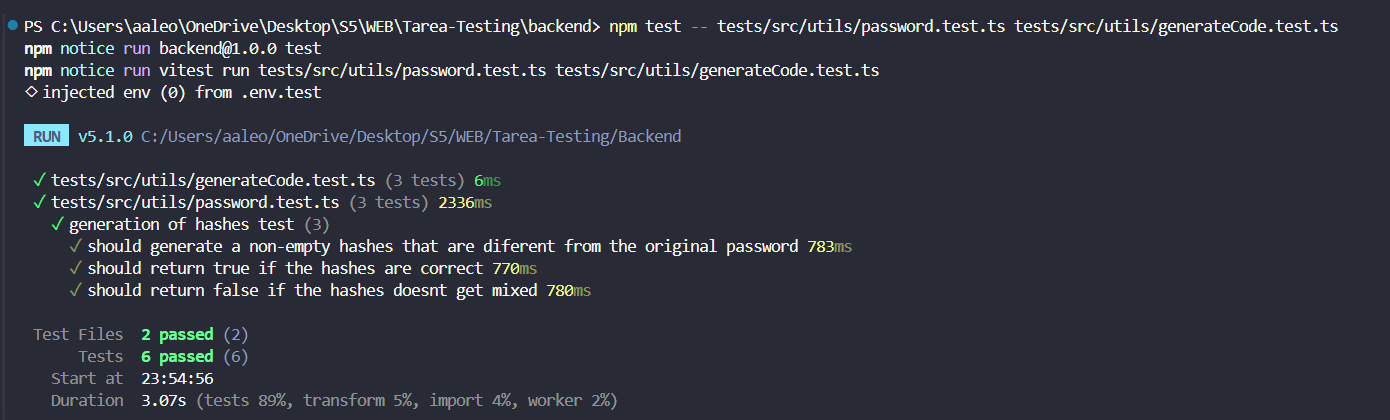 PS C:\Users\aaleo\OneDrive\Desktop\S5\WEB\Tarea-Testing\backend> npm test -- tests/src/utils/password.test.ts tests/src/utils/generateCode.test.ts
npm notice run backend@1.0.0 test
npm notice run vitest run tests/src/utils/password.test.ts tests/src/utils/generateCode.test.ts
◇ injected env (0) from .env.test
RUN v5.1.0 C:/Users/aaleo/OneDrive/Desktop/S5/WEB/Tarea-Testing/Backend
✓ tests/src/utils/generateCode.test.ts (3 tests) 6ms
✓ tests/src/utils/password.test.ts (3 tests) 2336ms
✓ generation of hashes test (3)
✓ should generate a non-empty hashes that are diferent from the original password 783ms
✓ should return true if the hashes are correct 770ms
✓ should return false if the hashes doesnt get mixed 780ms
Test Files 2 passed (2)
Tests 6 passed (6)
Start at 23:54:56
Duration 3.07s (tests 89%, transform 5%, import 4%, worker 2%)